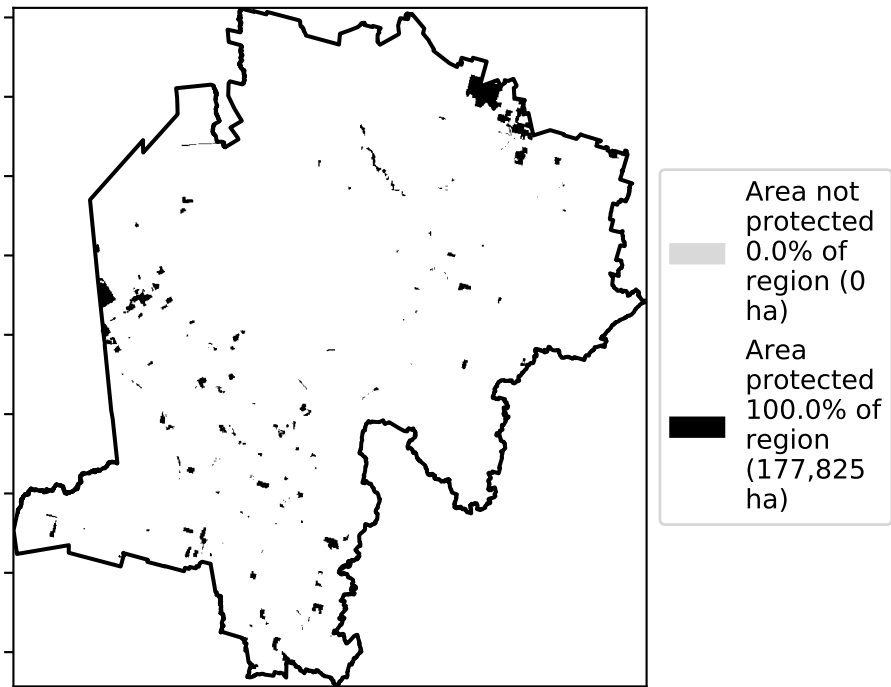 Area not
protected
0.0% of
region (0
ha)
Area
protected
100.0% of
region
(177,825
ha)